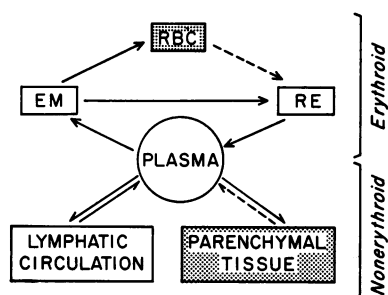 RBC
EM
RE
PLASMA
LYMPHATIC
CIRCULATION
PARENCHYMAL
TISSUE
Erythroid
Nonerythroid